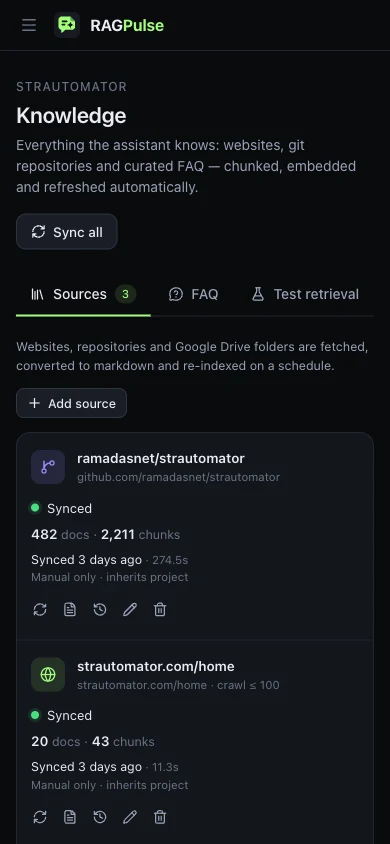 RAGPulse
STRAUTOMATOR
Knowledge
Everything the assistant knows: websites, git
repositories and curated FAQ — chunked, embedded
and refreshed automatically.
Sync all
Sources 3 FAQ Test retrieval
Websites, repositories and Google Drive folders are fetched,
converted to markdown and re-indexed on a schedule.
Add source
ramadasnet/strautomator
github.com/ramadasnet/strautomator
Synced
482 docs · 2,211 chunks
Synced 3 days ago · 274.5s
Manual only · inherits project
strautomator.com/home
strautomator.com/home · crawl ≤ 100
Synced
20 docs · 43 chunks
Synced 3 days ago · 11.3s
Manual only · inherits project